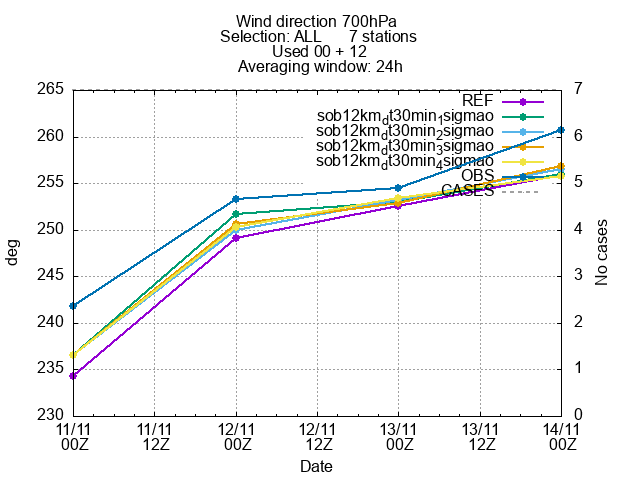 Wind direction 700hPa
Selection: ALL 7 stations
Used 00 + 12
Averaging window: 24h
265 7
REF
sob12km_dt30min_1sigmao
260 6
sob12km_dt30min_2sigmao
sob12km_dt30min_3sigmao
sob12km_dt30min_4sigmao
OBS
255 5
CASES
250 4
245 3
240 2
235 1
230 0
deg
No cases
11/11 11/11 12/11 12/11 13/11 13/11 14/11
00Z 12Z 00Z 12Z 00Z 12Z 00Z
Date